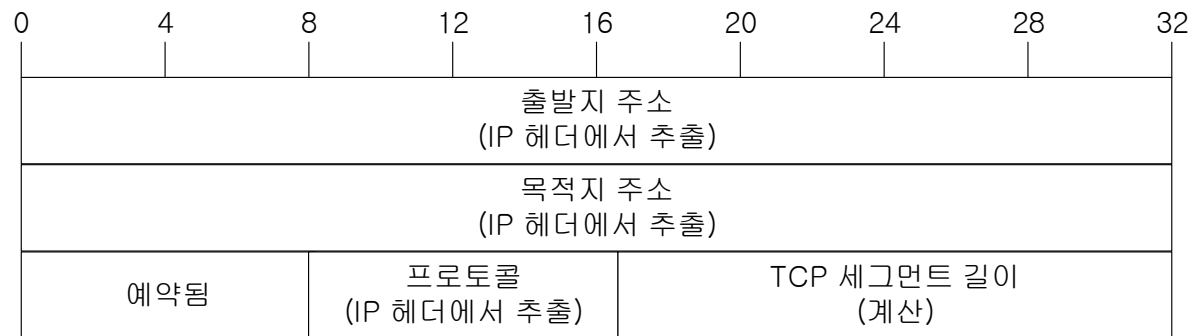 0 4 8 12 16 20 24 28 32
출발지 주소
(IP 헤더에서 추출)
목적지 주소
(IP 헤더에서 추출)
예약됨
프로토콜
(IP 헤더에서 추출)
TCP 세그먼트 길이
(계산)